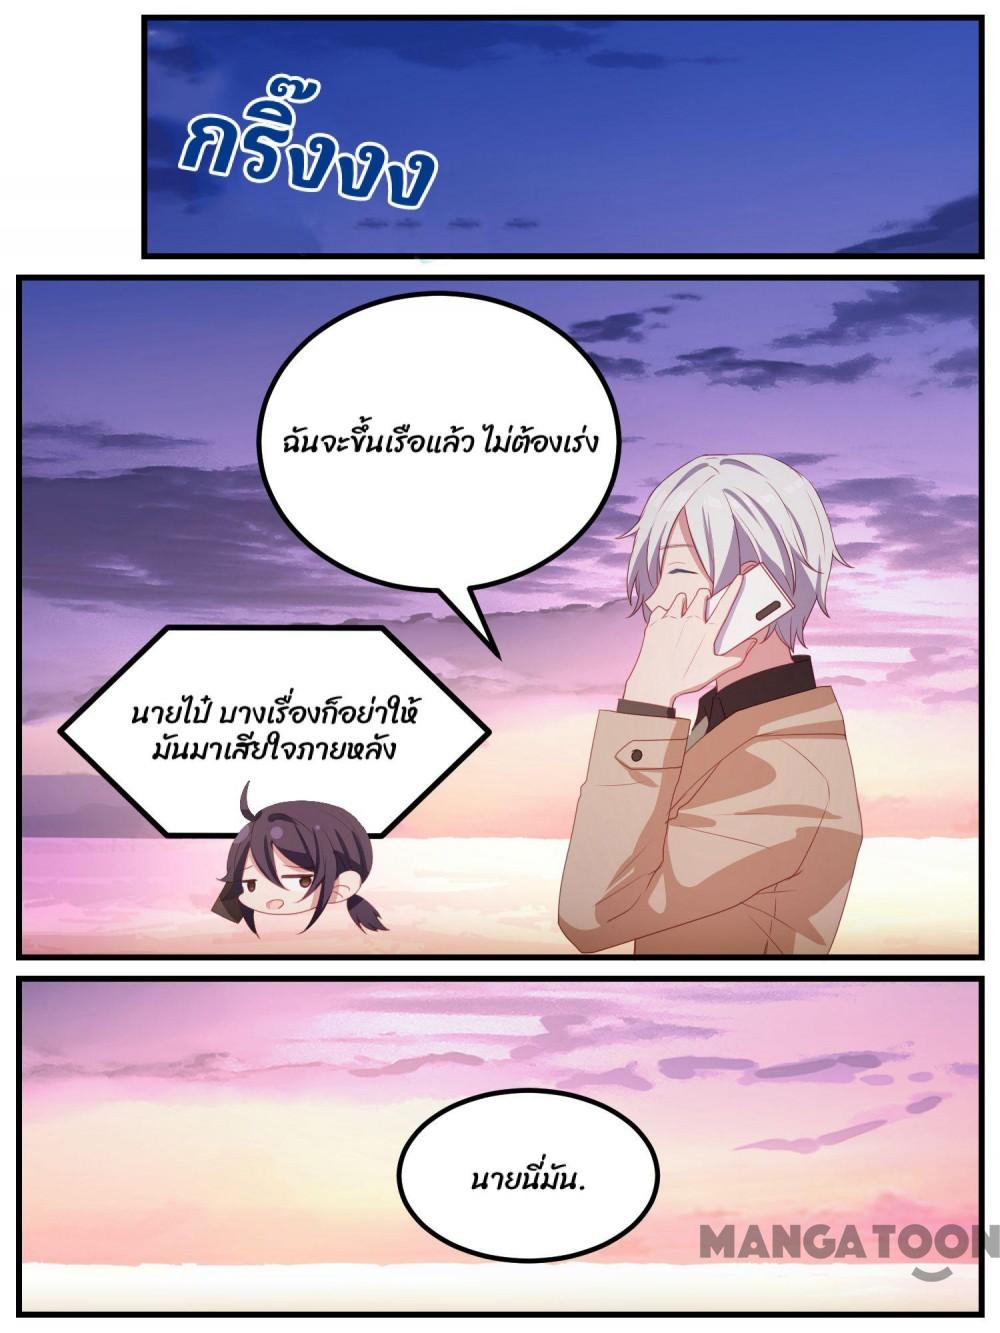 กริ๊งงง
ฉันจะขึ้นเรือแล้ว ไม่ต้องเร่ง
นายไป๋ บางเรื่องก็อย่าให้
มันมาเสียใจภายหลัง
นายนี่มัน.
MANGATOON